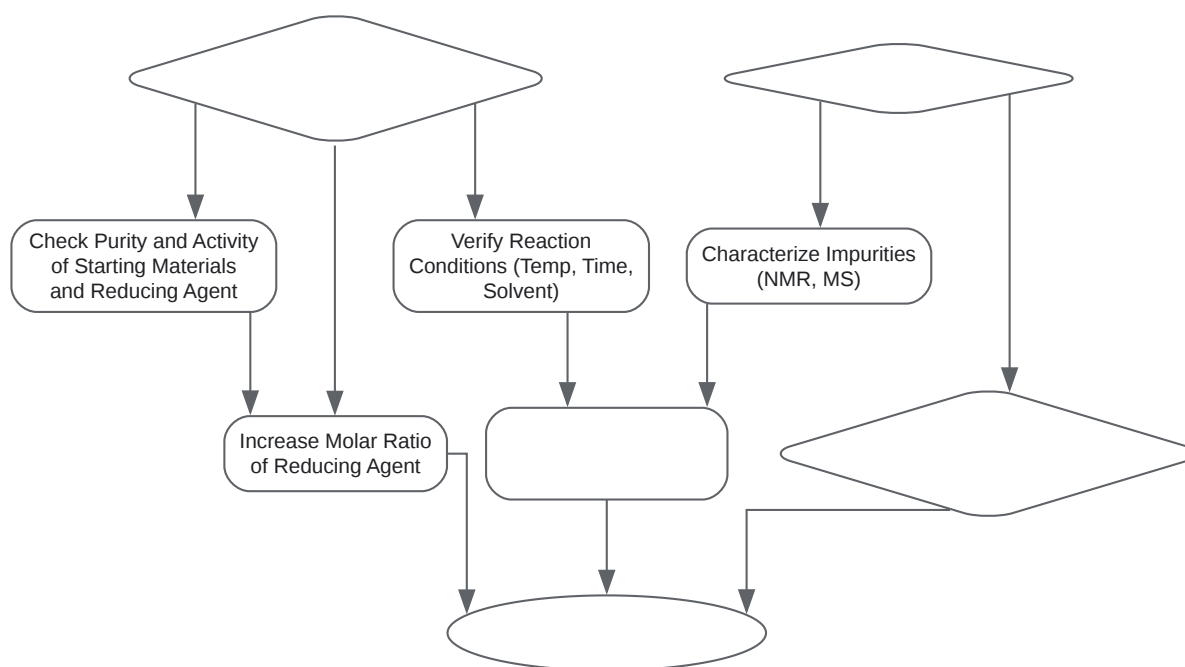 Check Purity and Activity
of Starting Materials
and Reducing Agent
Verify Reaction
Conditions (Temp, Time,
Solvent)
Characterize Impurities
(NMR, MS)
Increase Molar Ratio
of Reducing Agent